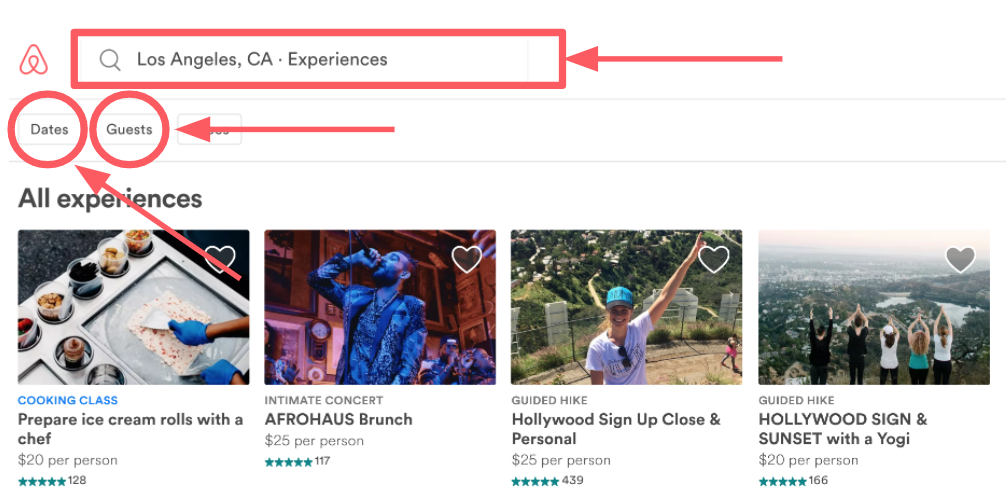 Los Angeles, CA · Experiences
Dates
Guests
All experiences
COOKING CLASS
Prepare ice cream rolls with a
chef
$20 per person
128
INTIMATE CONCERT
AFROHAUS Brunch
$25 per person
117
GUIDED HIKE
Hollywood Sign Up Close &
Personal
$25 per person
439
GUIDED HIKE
HOLLYWOOD SIGN &
SUNSET with a Yogi
$20 per person
166